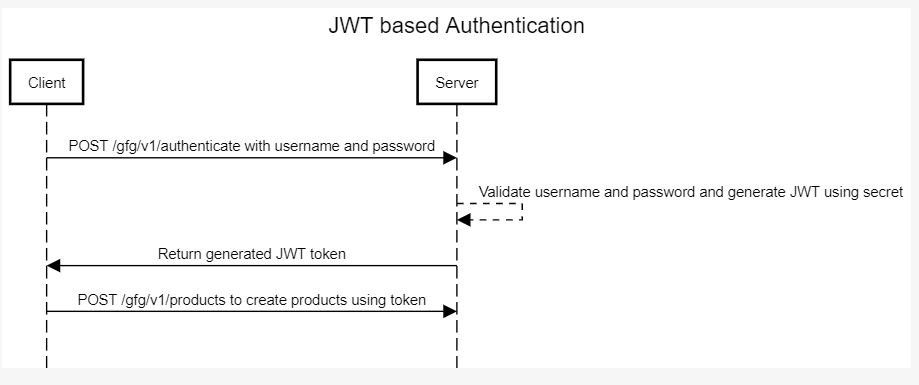 JWT based Authentication
Client
Server
POST /gfg/v1/authenticate with username and password
Validate username and password and generate JWT using secret
Return generated JWT token
POST /gfg/v1/products to create products using token